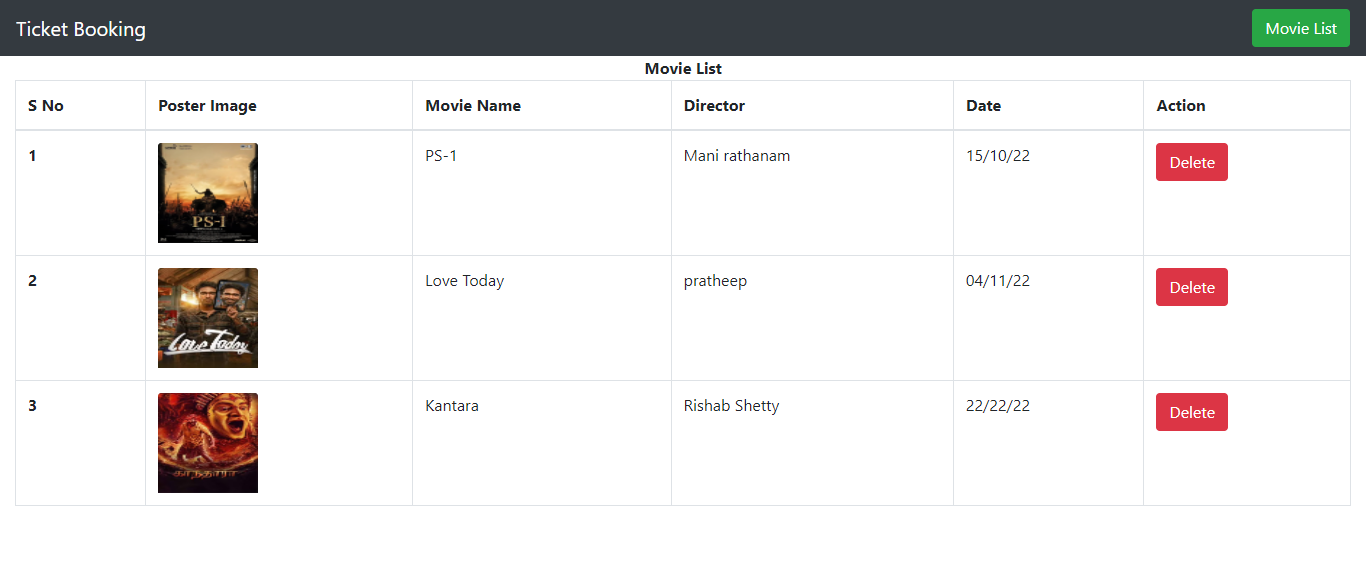 Ticket Booking
Movie List
Movie List
S No Poster Image Movie Name Director Date Action
1 PS-1 Mani rathanam 15/10/22 Delete
PS-I
2 Love Today pratheep 04/11/22 Delete
Love Today
3 Kantara Rishab Shetty 22/22/22 Delete
காந்தாரா